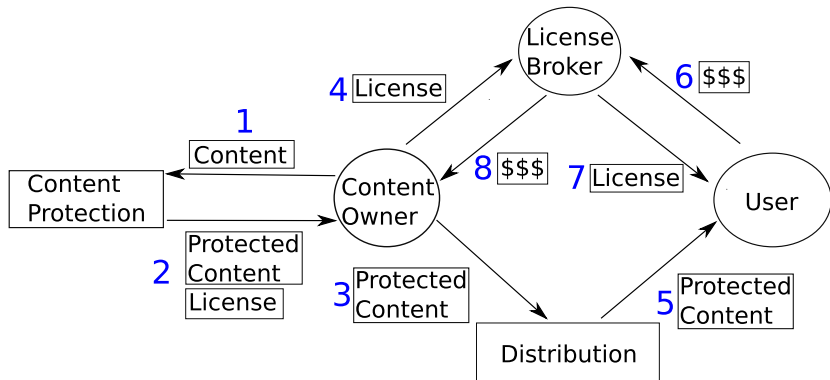 License
Broker
6
$$$
4
License
1
Content
8
$$$
7
License
Content
Protection
Content
Owner
User
2
Protected
Content
License
3
Protected
Content
5
Protected
Content
Distribution